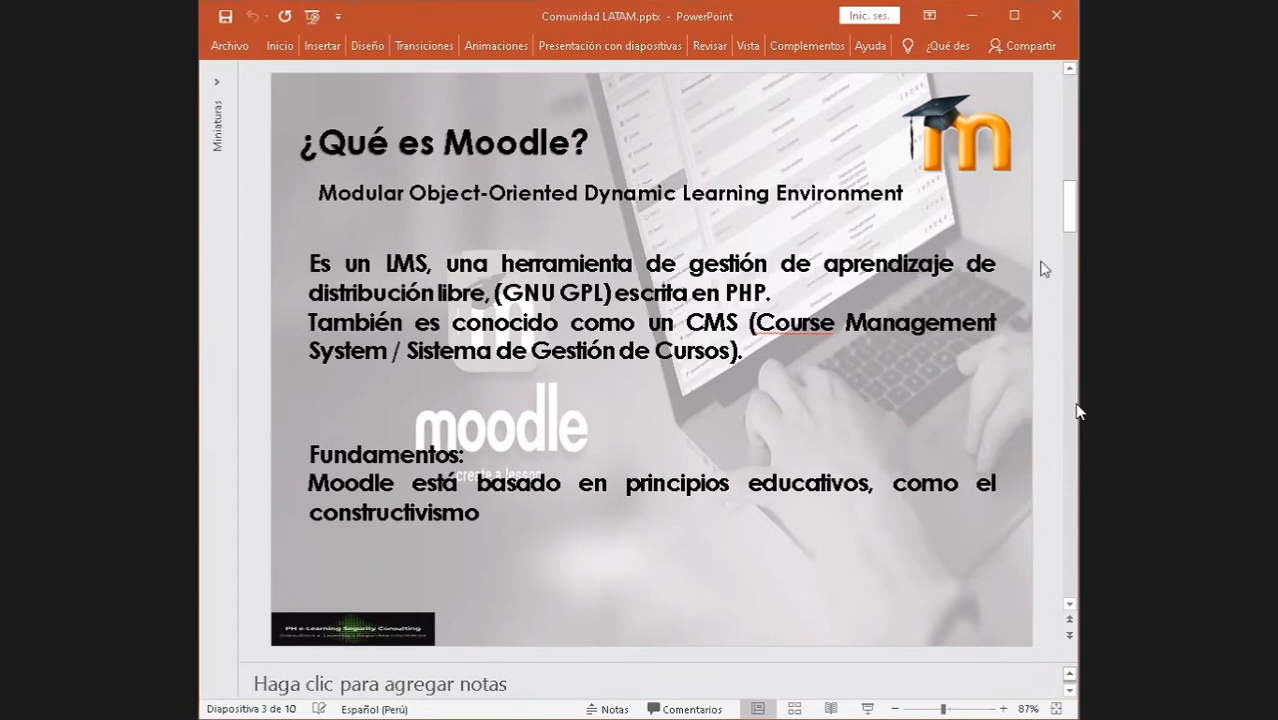 Comunidad LATAM.pptx - PowerPoint
Inic. ses.
Archivo Inicio Insertar Diseño Transiciones Animaciones Presentación con diapositivas Revisar Vista Complementos Ayuda ¿Qué des Compartir
Miniaturas
¿Qué es Moodle?
m
Modular Object-Oriented Dynamic Learning Environment
Es un LMS, una herramienta de gestión de aprendizaje de
distribución libre, (GNU GPL) escrita en PHP.
También es conocido como un CMS (Course Management
System / Sistema de Gestión de Cursos).
moodle
create a lesson
Fundamentos:
Moodle está basado en principios educativos, como el
constructivismo
PH e-Learning Security Consulting
Haga clic para agregar notas
Diapositiva 3 de 10 Español (Perú) Notas Comentarios 87%